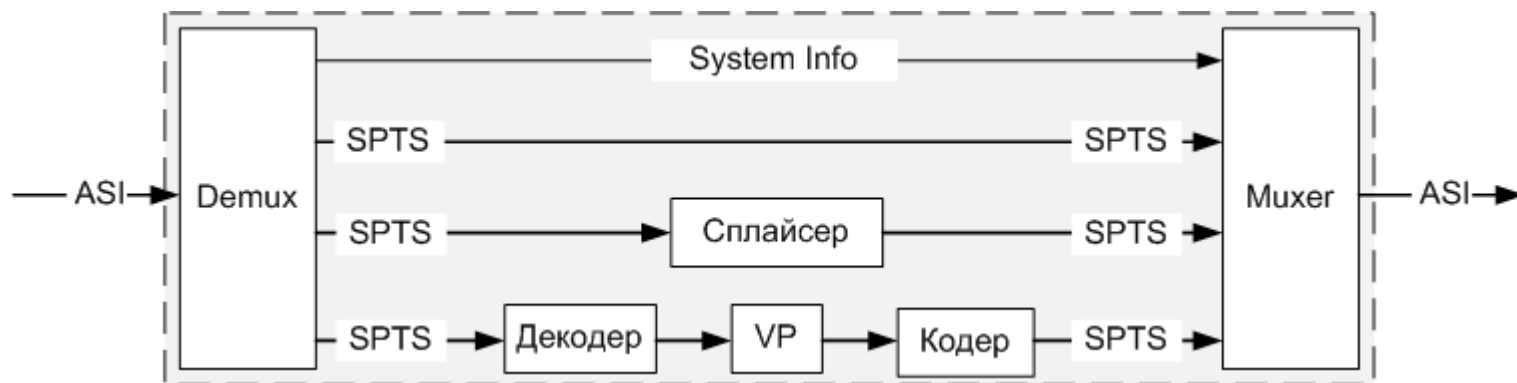 System Info
SPTS SPTS
ASI Demux Muxer ASI
SPTS Сплайсер SPTS
SPTS Декодер VP Кодер SPTS